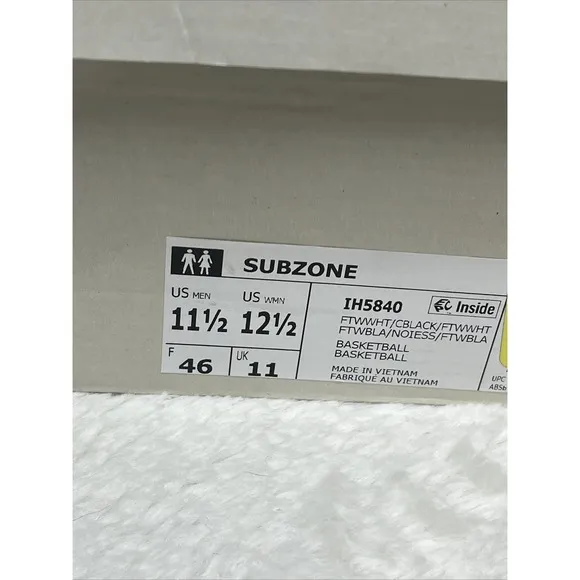 SUBZONE
US MEN US WMN
11½ 12½
F 46 UK 11
IH5840 Inside
FTWWHT/CBLACK/FTWWHT
FTWBLA/NOIESS/FTWBLA
BASKETBALL
BASKETBALL
MADE IN VIETNAM
FABRIQUÉ AU VIETNAM
UPC